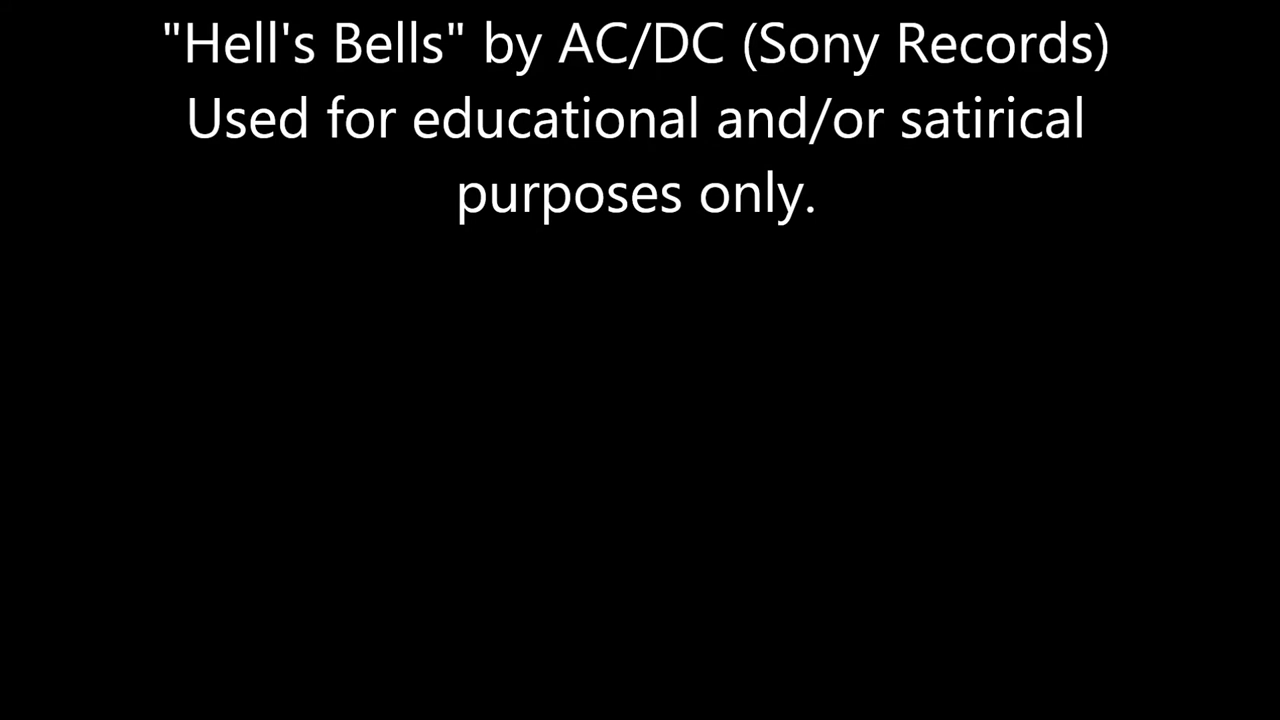 "Hell's Bells" by AC/DC (Sony Records)
Used for educational and/or satirical
purposes only.